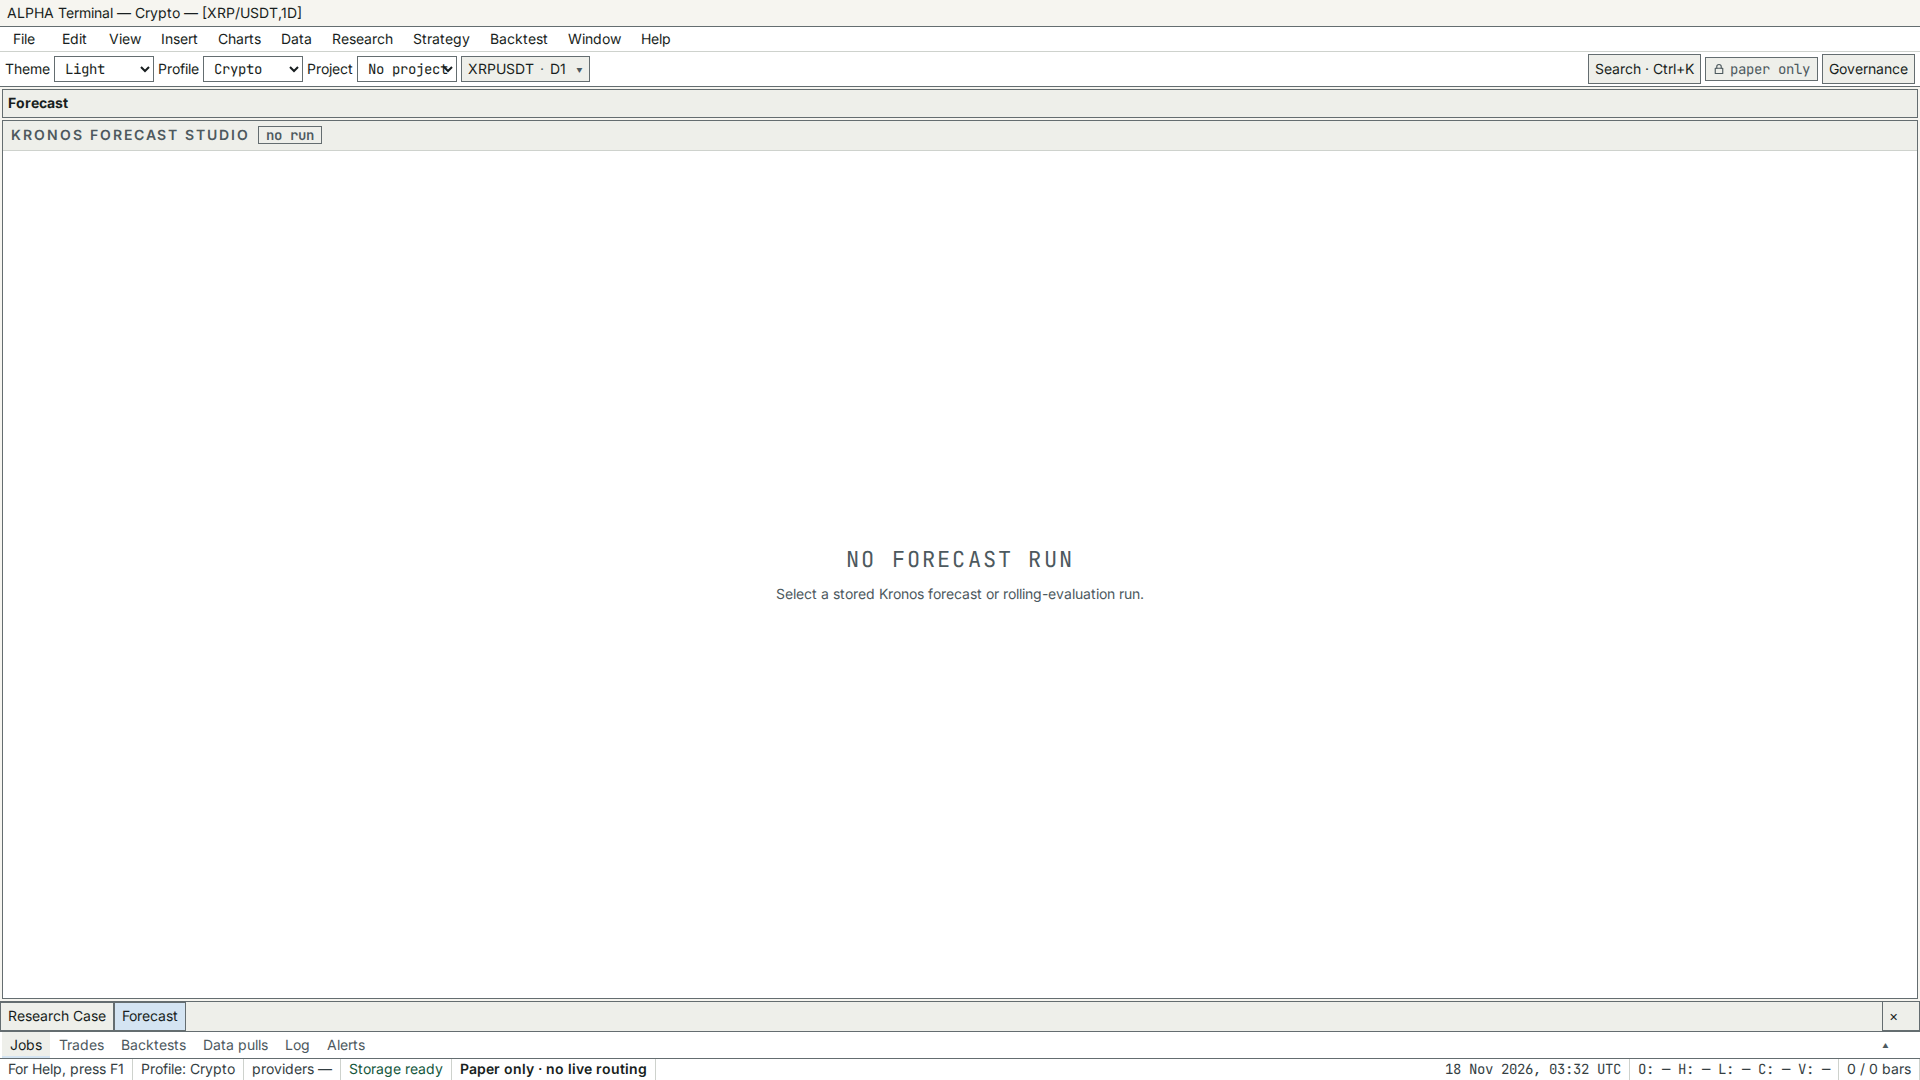 ALPHA Terminal — Crypto — [XRP/USDT,1D]
File Edit View Insert Charts Data Research Strategy Backtest Window Help
Theme Light Profile Crypto Project No project XRPUSDT · D1 ▾ Search · Ctrl+K paper only Governance
Forecast
KRONOS FORECAST STUDIO no run
NO FORECAST RUN
Select a stored Kronos forecast or rolling-evaluation run.
Research Case Forecast ×
Jobs Trades Backtests Data pulls Log Alerts ▲
For Help, press F1 Profile: Crypto providers — Storage ready Paper only · no live routing 18 Nov 2026, 03:32 UTC O: — H: — L: — C: — V: — 0 / 0 bars